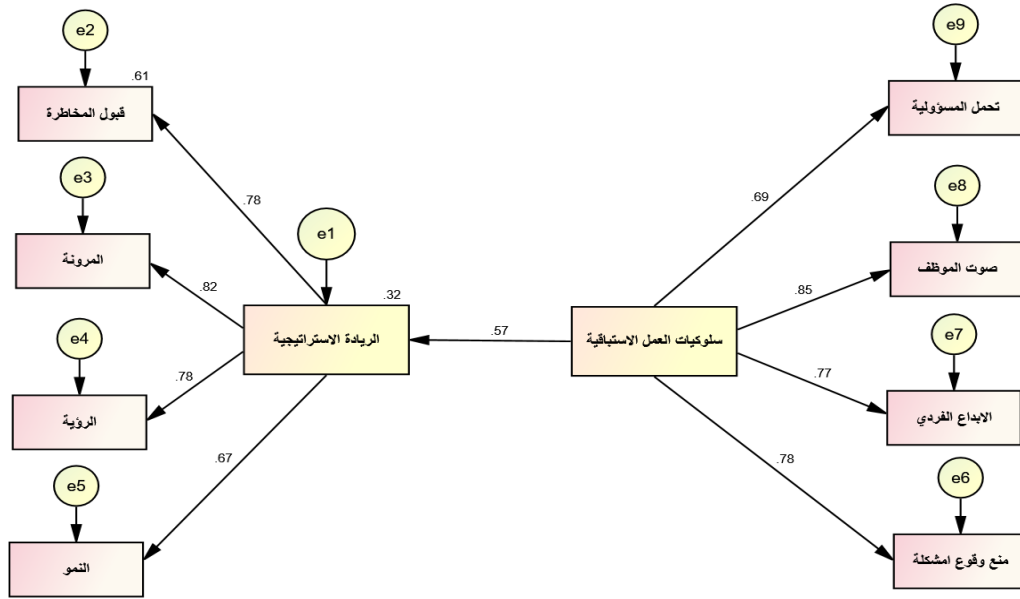 e2
.61
قبول المخاطرة
e3
المرونة
e4
الرؤية
e5
النمو
.78
.82
.78
.67
e1
.32
الريادة الاستراتيجية
.57
سلوكيات العمل الاستباقية
.69
.85
.77
.78
e9
تحمل المسؤولية
e8
صوت الموظف
e7
الابداع الفردي
e6
منع وقوع امشكلة